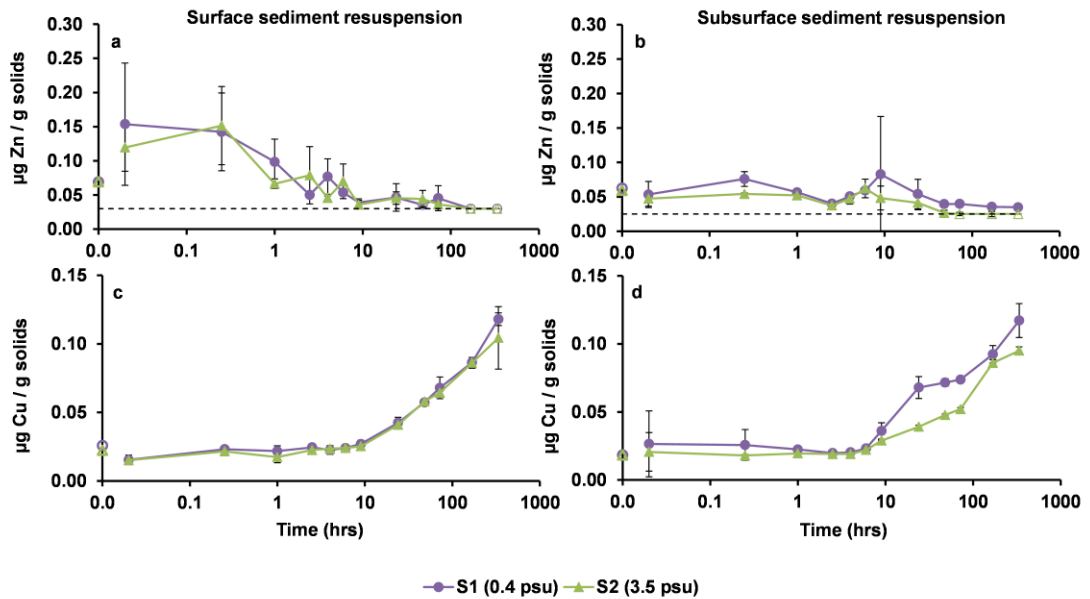 Surface sediment resuspension
Subsurface sediment resuspension
a
µg Zn / g solids
0.30
0.25
0.20
0.15
0.10
0.05
0.00
0.0 0.1 1 10 100 1000
b
µg Zn / g solids
0.30
0.25
0.20
0.15
0.10
0.05
0.00
0.0 0.1 1 10 100 1000
c
µg Cu / g solids
0.15
0.10
0.05
0.00
0.0 0.1 1 10 100 1000
Time (hrs)
d
µg Cu / g solids
0.15
0.10
0.05
0.00
0.0 0.1 1 10 100 1000
Time (hrs)
S1 (0.4 psu) S2 (3.5 psu)